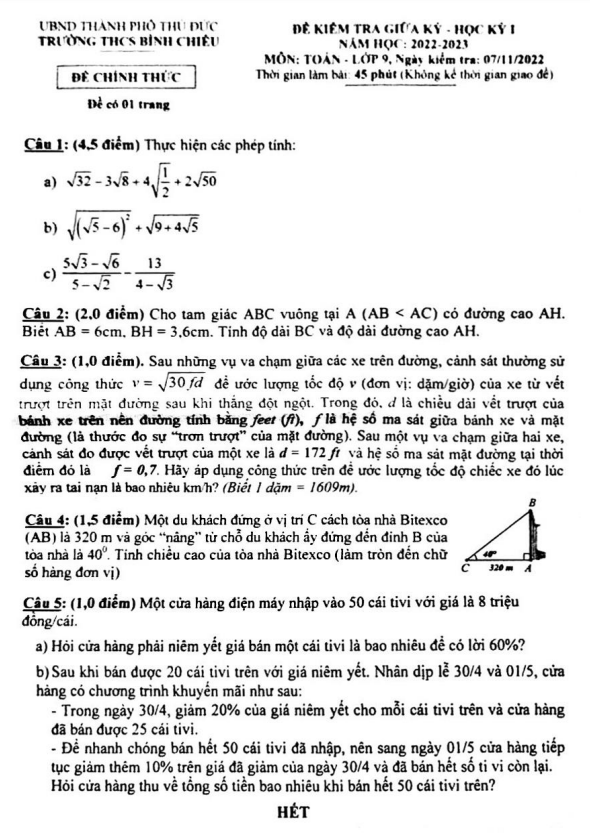 UBND THÀNH PHỐ THỦ ĐỨC
TRƯỜNG THCS BÌNH CHIỂU
ĐỀ CHÍNH THỨC
Đề có 01 trang
ĐỀ KIỂM TRA GIỮA KỲ - HỌC KỲ I
NĂM HỌC: 2022-2023
MÔN: TOÁN - LỚP 9, Ngày kiểm tra: 07/11/2022
Thời gian làm bài: 45 phút (Không kể thời gian giao đề)
Câu 1: (4,5 điểm) Thực hiện các phép tính:
a) √32 − 3√8 + 4√(1/2) + 2√50
b) √((√5 − 6)²) + √(9 + 4√5)
c) (5√3 − √6)/(5 − √2) − 13/(4 − √3)
Câu 2: (2,0 điểm) Cho tam giác ABC vuông tại A (AB < AC) có đường cao AH.
Biết AB = 6cm, BH = 3,6cm. Tính độ dài BC và độ dài đường cao AH.
Câu 3: (1,0 điểm). Sau những vụ va chạm giữa các xe trên đường, cảnh sát thường sử
dụng công thức v = √(30fd) để ước lượng tốc độ v (đơn vị: dặm/giờ) của xe từ vết
trượt trên mặt đường sau khi thắng đột ngột. Trong đó, d là chiều dài vết trượt của
bánh xe trên nền đường tính bằng feet (ft), f là hệ số ma sát giữa bánh xe và mặt
đường (là thước đo sự "trơn trượt" của mặt đường). Sau một vụ va chạm giữa hai xe,
cảnh sát đo được vết trượt của một xe là d = 172 ft và hệ số ma sát mặt đường tại thời
điểm đó là f = 0,7. Hãy áp dụng công thức trên để ước lượng tốc độ chiếc xe đó lúc
xảy ra tai nạn là bao nhiêu km/h? (Biết 1 dặm = 1609m).
Câu 4: (1,5 điểm) Một du khách đứng ở vị trí C cách tòa nhà Bitexco
(AB) là 320 m và góc "nâng" từ chỗ du khách ấy đứng đến đỉnh B của
tòa nhà là 40⁰. Tính chiều cao của tòa nhà Bitexco (làm tròn đến chữ
số hàng đơn vị)
B
40°
C 320 m A
Câu 5: (1,0 điểm) Một cửa hàng điện máy nhập vào 50 cái tivi với giá là 8 triệu
đồng/cái.
a) Hỏi cửa hàng phải niêm yết giá bán một cái tivi là bao nhiêu để có lời 60%?
b) Sau khi bán được 20 cái tivi trên với giá niêm yết. Nhân dịp lễ 30/4 và 01/5, cửa
hàng có chương trình khuyến mãi như sau:
- Trong ngày 30/4, giảm 20% của giá niêm yết cho mỗi cái tivi trên và cửa hàng
đã bán được 25 cái tivi.
- Để nhanh chóng bán hết 50 cái tivi đã nhập, nên sang ngày 01/5 cửa hàng tiếp
tục giảm thêm 10% trên giá đã giảm của ngày 30/4 và đã bán hết số ti vi còn lại.
Hỏi cửa hàng thu về tổng số tiền bao nhiêu khi bán hết 50 cái tivi trên?
HẾT